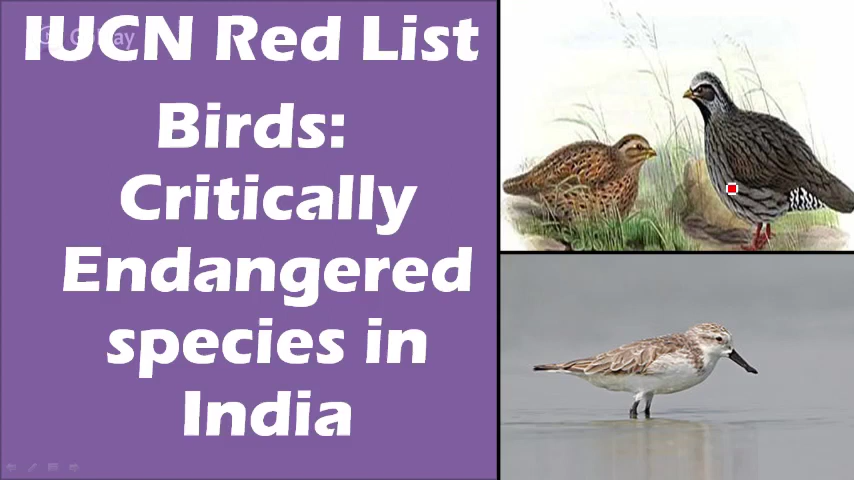 IUCN Red List
Birds:
Critically
Endangered
species in
India